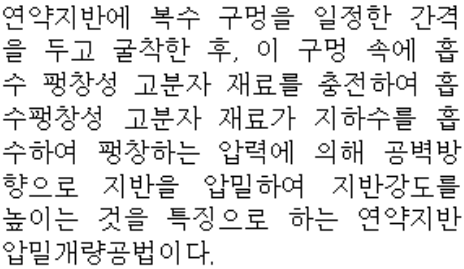 연약지반에 복수 구멍을 일정한 간격
을 두고 굴착한 후, 이 구멍 속에 흡
수 팽창성 고분자 재료를 충전하여 흡
수팽창성 고분자 재료가 지하수를 흡
수하여 팽창하는 압력에 의해 공벽방
향으로 지반을 압밀하여 지반강도를
높이는 것을 특징으로 하는 연약지반
압밀개량공법이다.